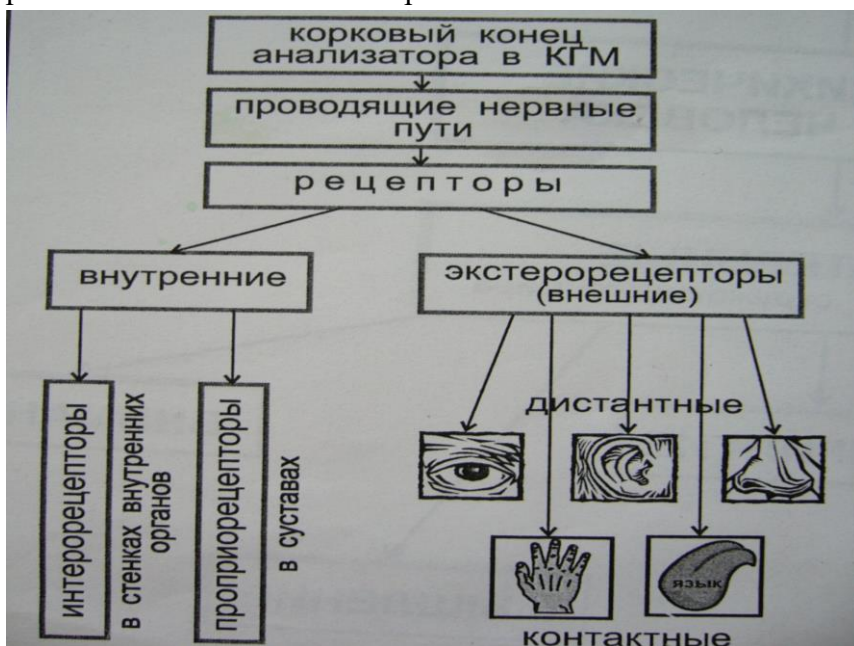 корковый конец
анализатора в КГМ
проводящие нервные
пути
рецепторы
внутренние
экстерорецепторы
(внешние)
интерорецепторы
в стенках внутренних
органов
проприорецепторы
в суставах
дистантные
язык
контактные